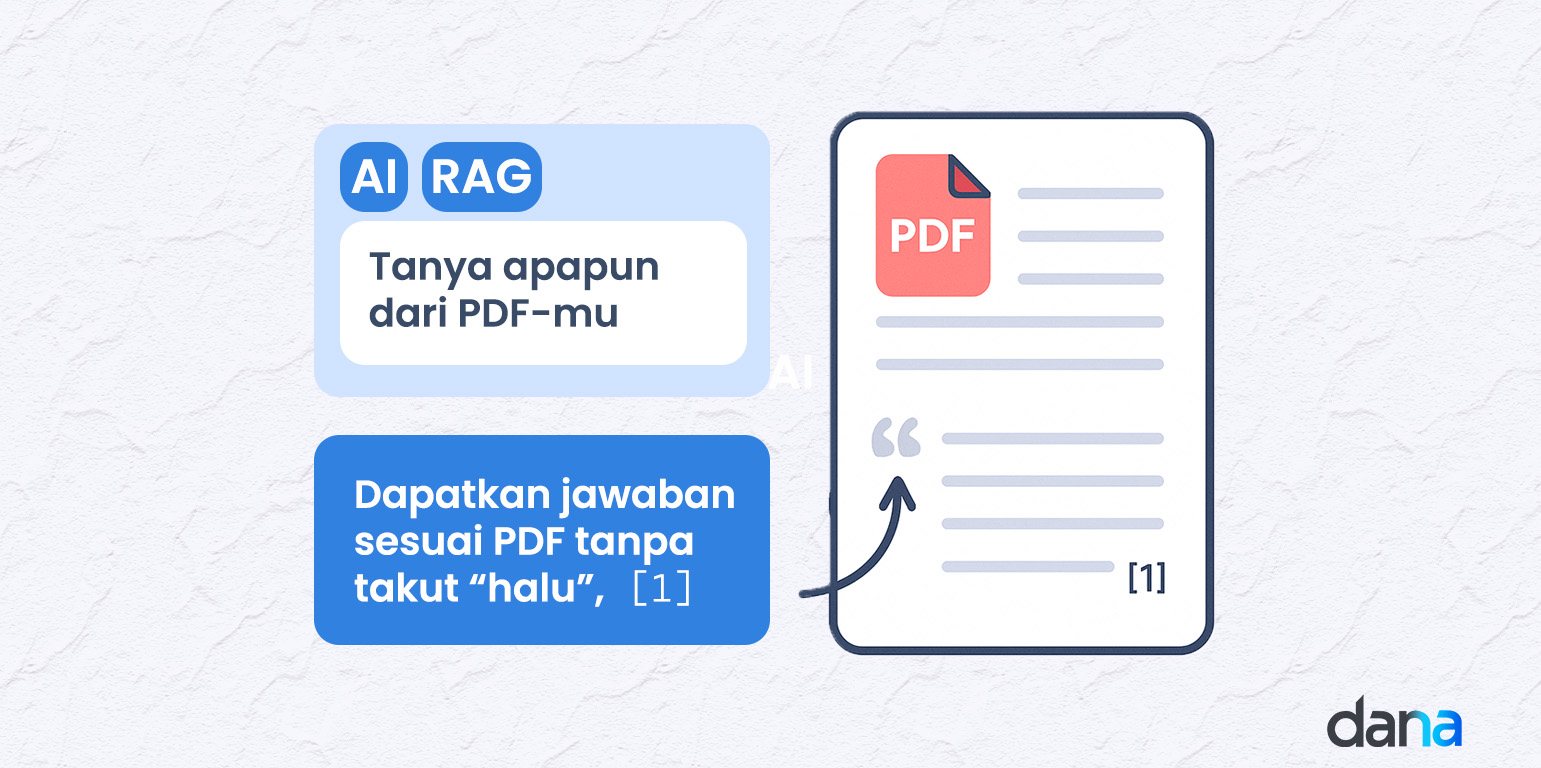 AI RAG
Tanya apapun
dari PDF-mu
AI
Dapatkan jawaban
sesuai PDF tanpa
takut “halu”, [1]
PDF
[1]
dana